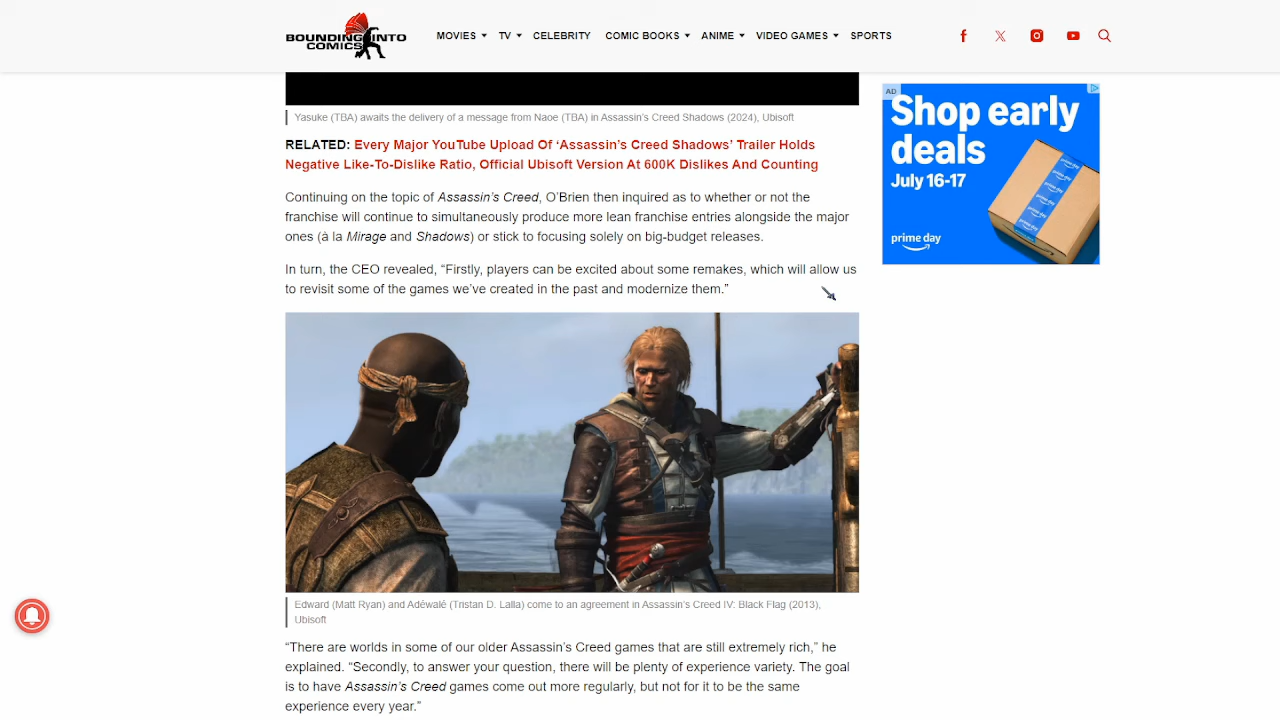 BOUNDING INTO
COMICS
MOVIES TV CELEBRITY COMIC BOOKS ANIME VIDEO GAMES SPORTS
Yasuke (TBA) awaits the delivery of a message from Naoe (TBA) in Assassin's Creed Shadows (2024), Ubisoft
RELATED: Every Major YouTube Upload Of ‘Assassin’s Creed Shadows’ Trailer Holds
Negative Like-To-Dislike Ratio, Official Ubisoft Version At 600K Dislikes And Counting
Continuing on the topic of Assassin’s Creed, O’Brien then inquired as to whether or not the
franchise will continue to simultaneously produce more lean franchise entries alongside the major
ones (à la Mirage and Shadows) or stick to focusing solely on big-budget releases.
In turn, the CEO revealed, “Firstly, players can be excited about some remakes, which will allow us
to revisit some of the games we’ve created in the past and modernize them.”
Edward (Matt Ryan) and Adéwalé (Tristan D. Lalla) come to an agreement in Assassin's Creed IV: Black Flag (2013),
Ubisoft
“There are worlds in some of our older Assassin’s Creed games that are still extremely rich,” he
explained. “Secondly, to answer your question, there will be plenty of experience variety. The goal
is to have Assassin’s Creed games come out more regularly, but not for it to be the same
experience every year.”
AD
Shop early
deals
July 16-17
prime day